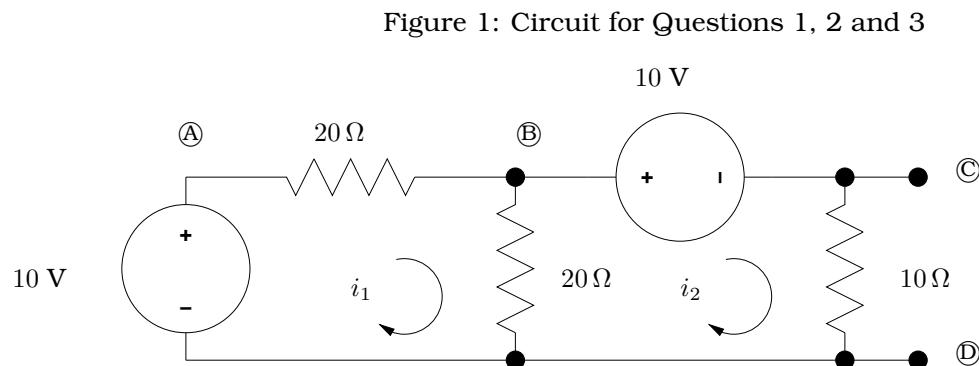 Figure 1: Circuit for Questions 1, 2 and 3
10 V
Ⓐ 20 Ω Ⓑ
Ⓒ
+ -
+
10 V i₁ 20 Ω i₂ 10 Ω
-
Ⓓ